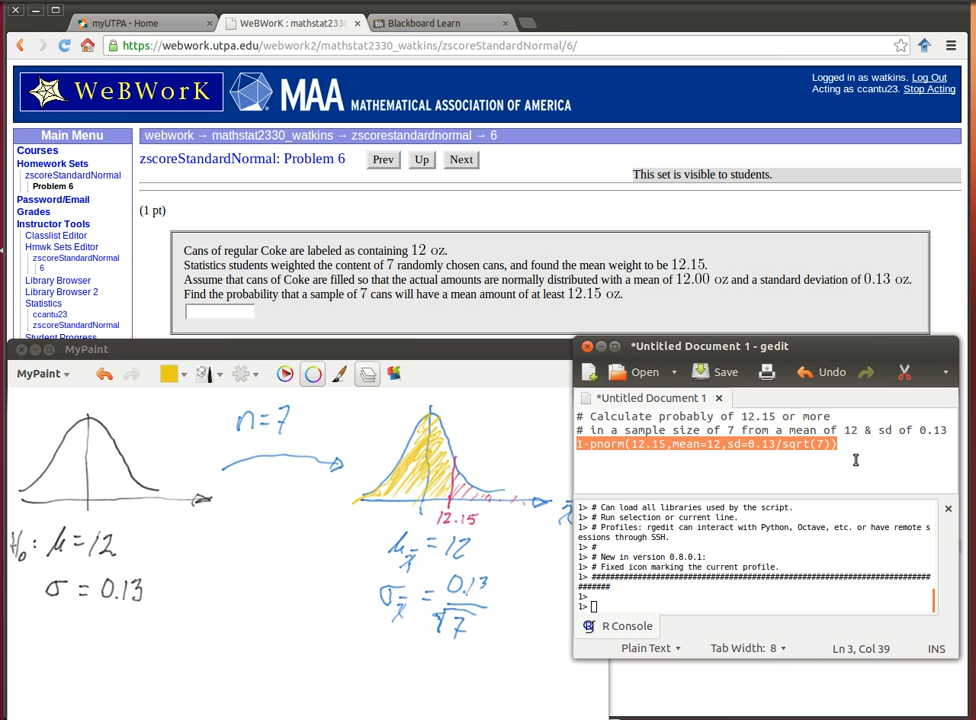 myUTPA - Home
WeBWorK : mathstat233
Blackboard Learn
https://webwork.utpa.edu/webwork2/mathstat2330_watkins/zscoreStandardNormal/6/
WeBWorK
MAA MATHEMATICAL ASSOCIATION OF AMERICA
Logged in as watkins. Log Out
Acting as ccantu23. Stop Acting
Main Menu
Courses
Homework Sets
zscoreStandardNormal
Problem 6
Password/Email
Grades
Instructor Tools
Classlist Editor
Hmwk Sets Editor
zscoreStandardNormal
6
Library Browser
Library Browser 2
Statistics
ccantu23
zscoreStandardNormal
Student Progress
webwork → mathstat2330_watkins → zscorestandardnormal → 6
zscoreStandardNormal: Problem 6
Prev Up Next
This set is visible to students.
(1 pt)
Cans of regular Coke are labeled as containing 12 oz.
Statistics students weighted the content of 7 randomly chosen cans, and found the mean weight to be 12.15.
Assume that cans of Coke are filled so that the actual amounts are normally distributed with a mean of 12.00 oz and a standard deviation of 0.13 oz.
Find the probability that a sample of 7 cans will have a mean amount of at least 12.15 oz.
MyPaint
MyPaint
n=7
12.15
x̄
H₀: μ=12
σ = 0.13
μx̄ = 12
σx̄ = 0.13/√7
*Untitled Document 1 - gedit
Open Save Undo
*Untitled Document 1
# Calculate probably of 12.15 or more
# in a sample size of 7 from a mean of 12 & sd of 0.13
1-pnorm(12.15,mean=12,sd=0.13/sqrt(7))
1> # Can load all libraries used by the script.
1> # Run selection or current line.
1> # Profiles: rgedit can interact with Python, Octave, etc. or have remote s
essions through SSH.
1> #
1> # New in version 0.8.0.1:
1> # Fixed icon marking the current profile.
1> ########################################################################
#######
1>
1>
R Console
Plain Text Tab Width: 8 Ln 3, Col 39 INS